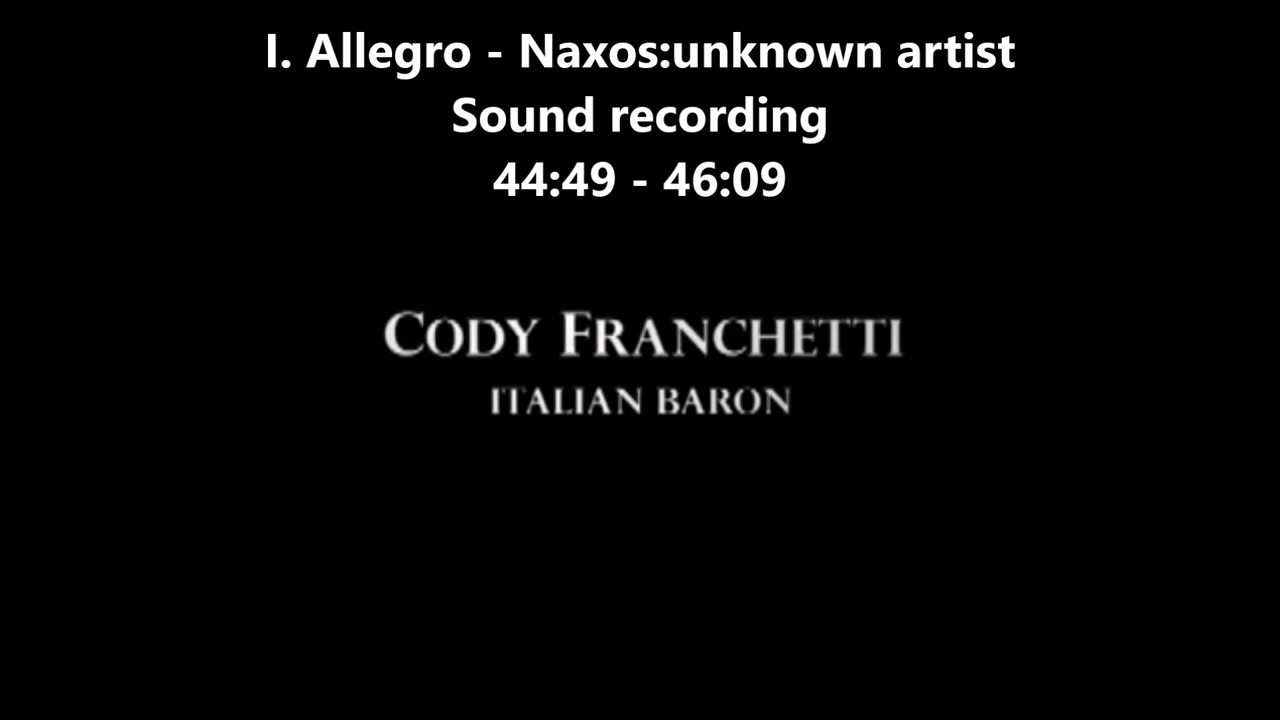 I. Allegro - Naxos:unknown artist
Sound recording
44:49 - 46:09
CODY FRANCHETTI
ITALIAN BARON